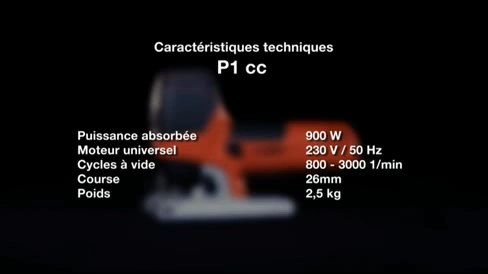 Caractéristiques techniques
P1 cc
Puissance absorbée 900 W
Moteur universel 230 V / 50 Hz
Cycles à vide 800 - 3000 1/min
Course 26mm
Poids 2,5 kg